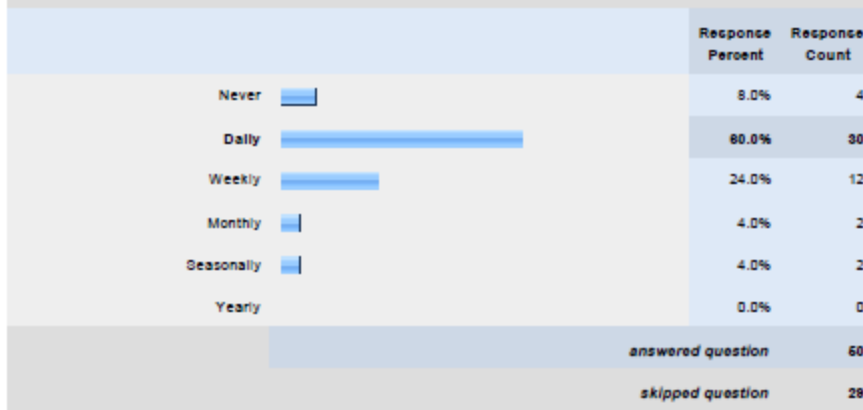 Response Percent Response Count
Never 8.0% 4
Daily 60.0% 30
Weekly 24.0% 12
Monthly 4.0% 2
Seasonally 4.0% 2
Yearly 0.0% 0
answered question 50
skipped question 28